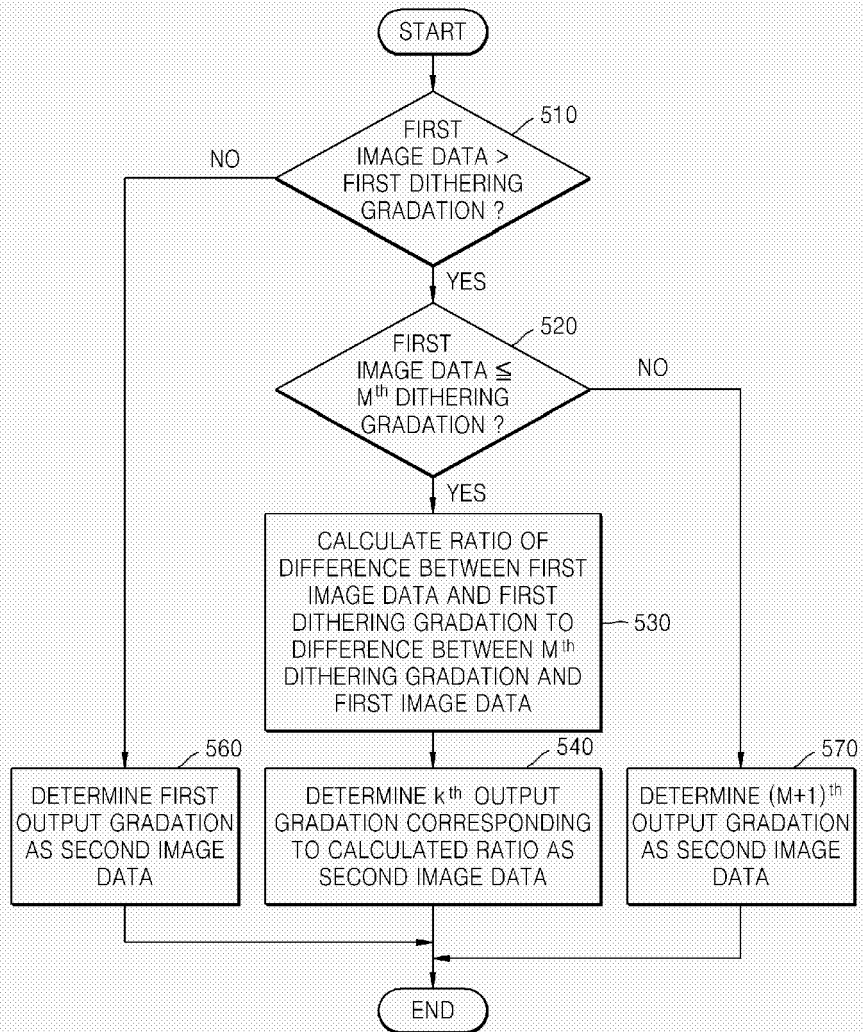 START
510
FIRST
IMAGE DATA >
FIRST DITHERING
GRADATION ?
NO
YES
520
FIRST
IMAGE DATA ≦
Mth DITHERING
GRADATION ?
NO
YES
CALCULATE RATIO OF
DIFFERENCE BETWEEN FIRST
IMAGE DATA AND FIRST
DITHERING GRADATION TO
DIFFERENCE BETWEEN Mth
DITHERING GRADATION AND
FIRST IMAGE DATA
530
560
DETERMINE FIRST
OUTPUT GRADATION
AS SECOND IMAGE
DATA
540
DETERMINE kth OUTPUT
GRADATION CORRESPONDING
TO CALCULATED RATIO AS
SECOND IMAGE DATA
570
DETERMINE (M+1)th
OUTPUT GRADATION
AS SECOND IMAGE
DATA
END